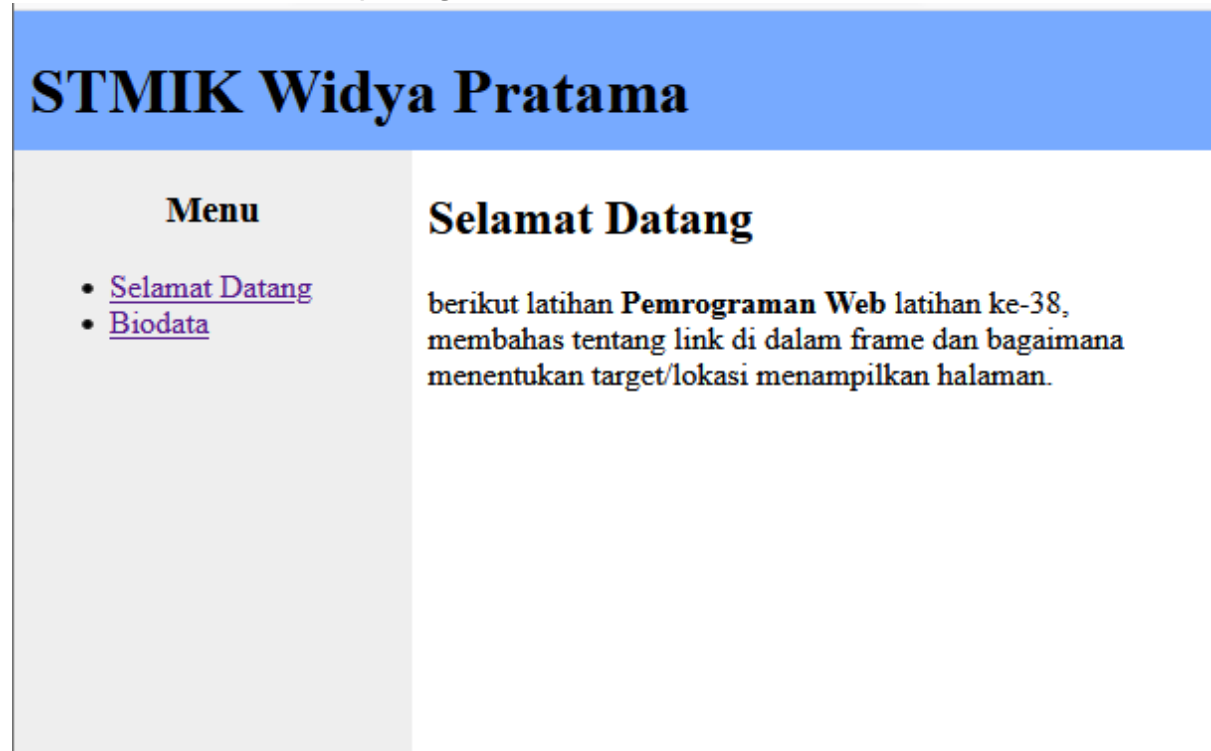 STMIK Widya Pratama
Menu
Selamat Datang
Biodata
Selamat Datang
berikut latihan Pemrograman Web latihan ke-38,
membahas tentang link di dalam frame dan bagaimana
menentukan target/lokasi menampilkan halaman.